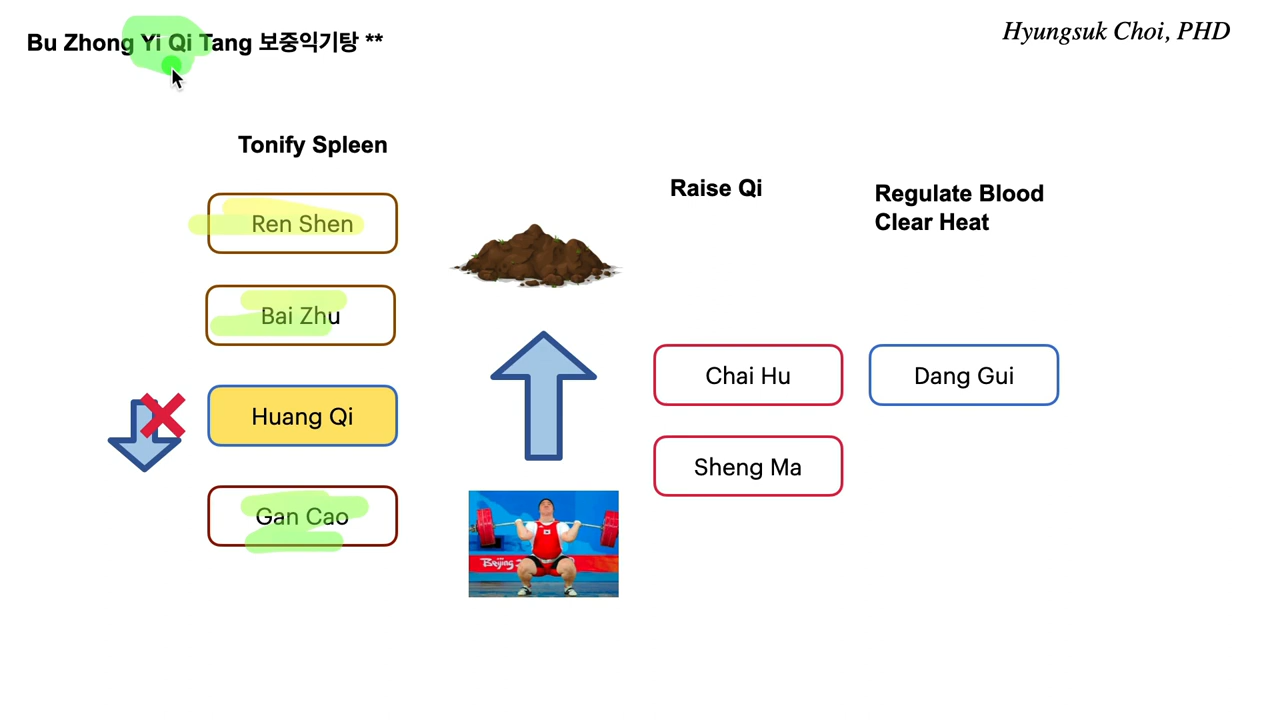 Bu Zhong Yi Qi Tang 보중익기탕 **
Hyungsuk Choi, PHD
Tonify Spleen
Ren Shen
Bai Zhu
Huang Qi
Gan Cao
Raise Qi
Chai Hu
Sheng Ma
Regulate Blood
Clear Heat
Dang Gui
Beijing